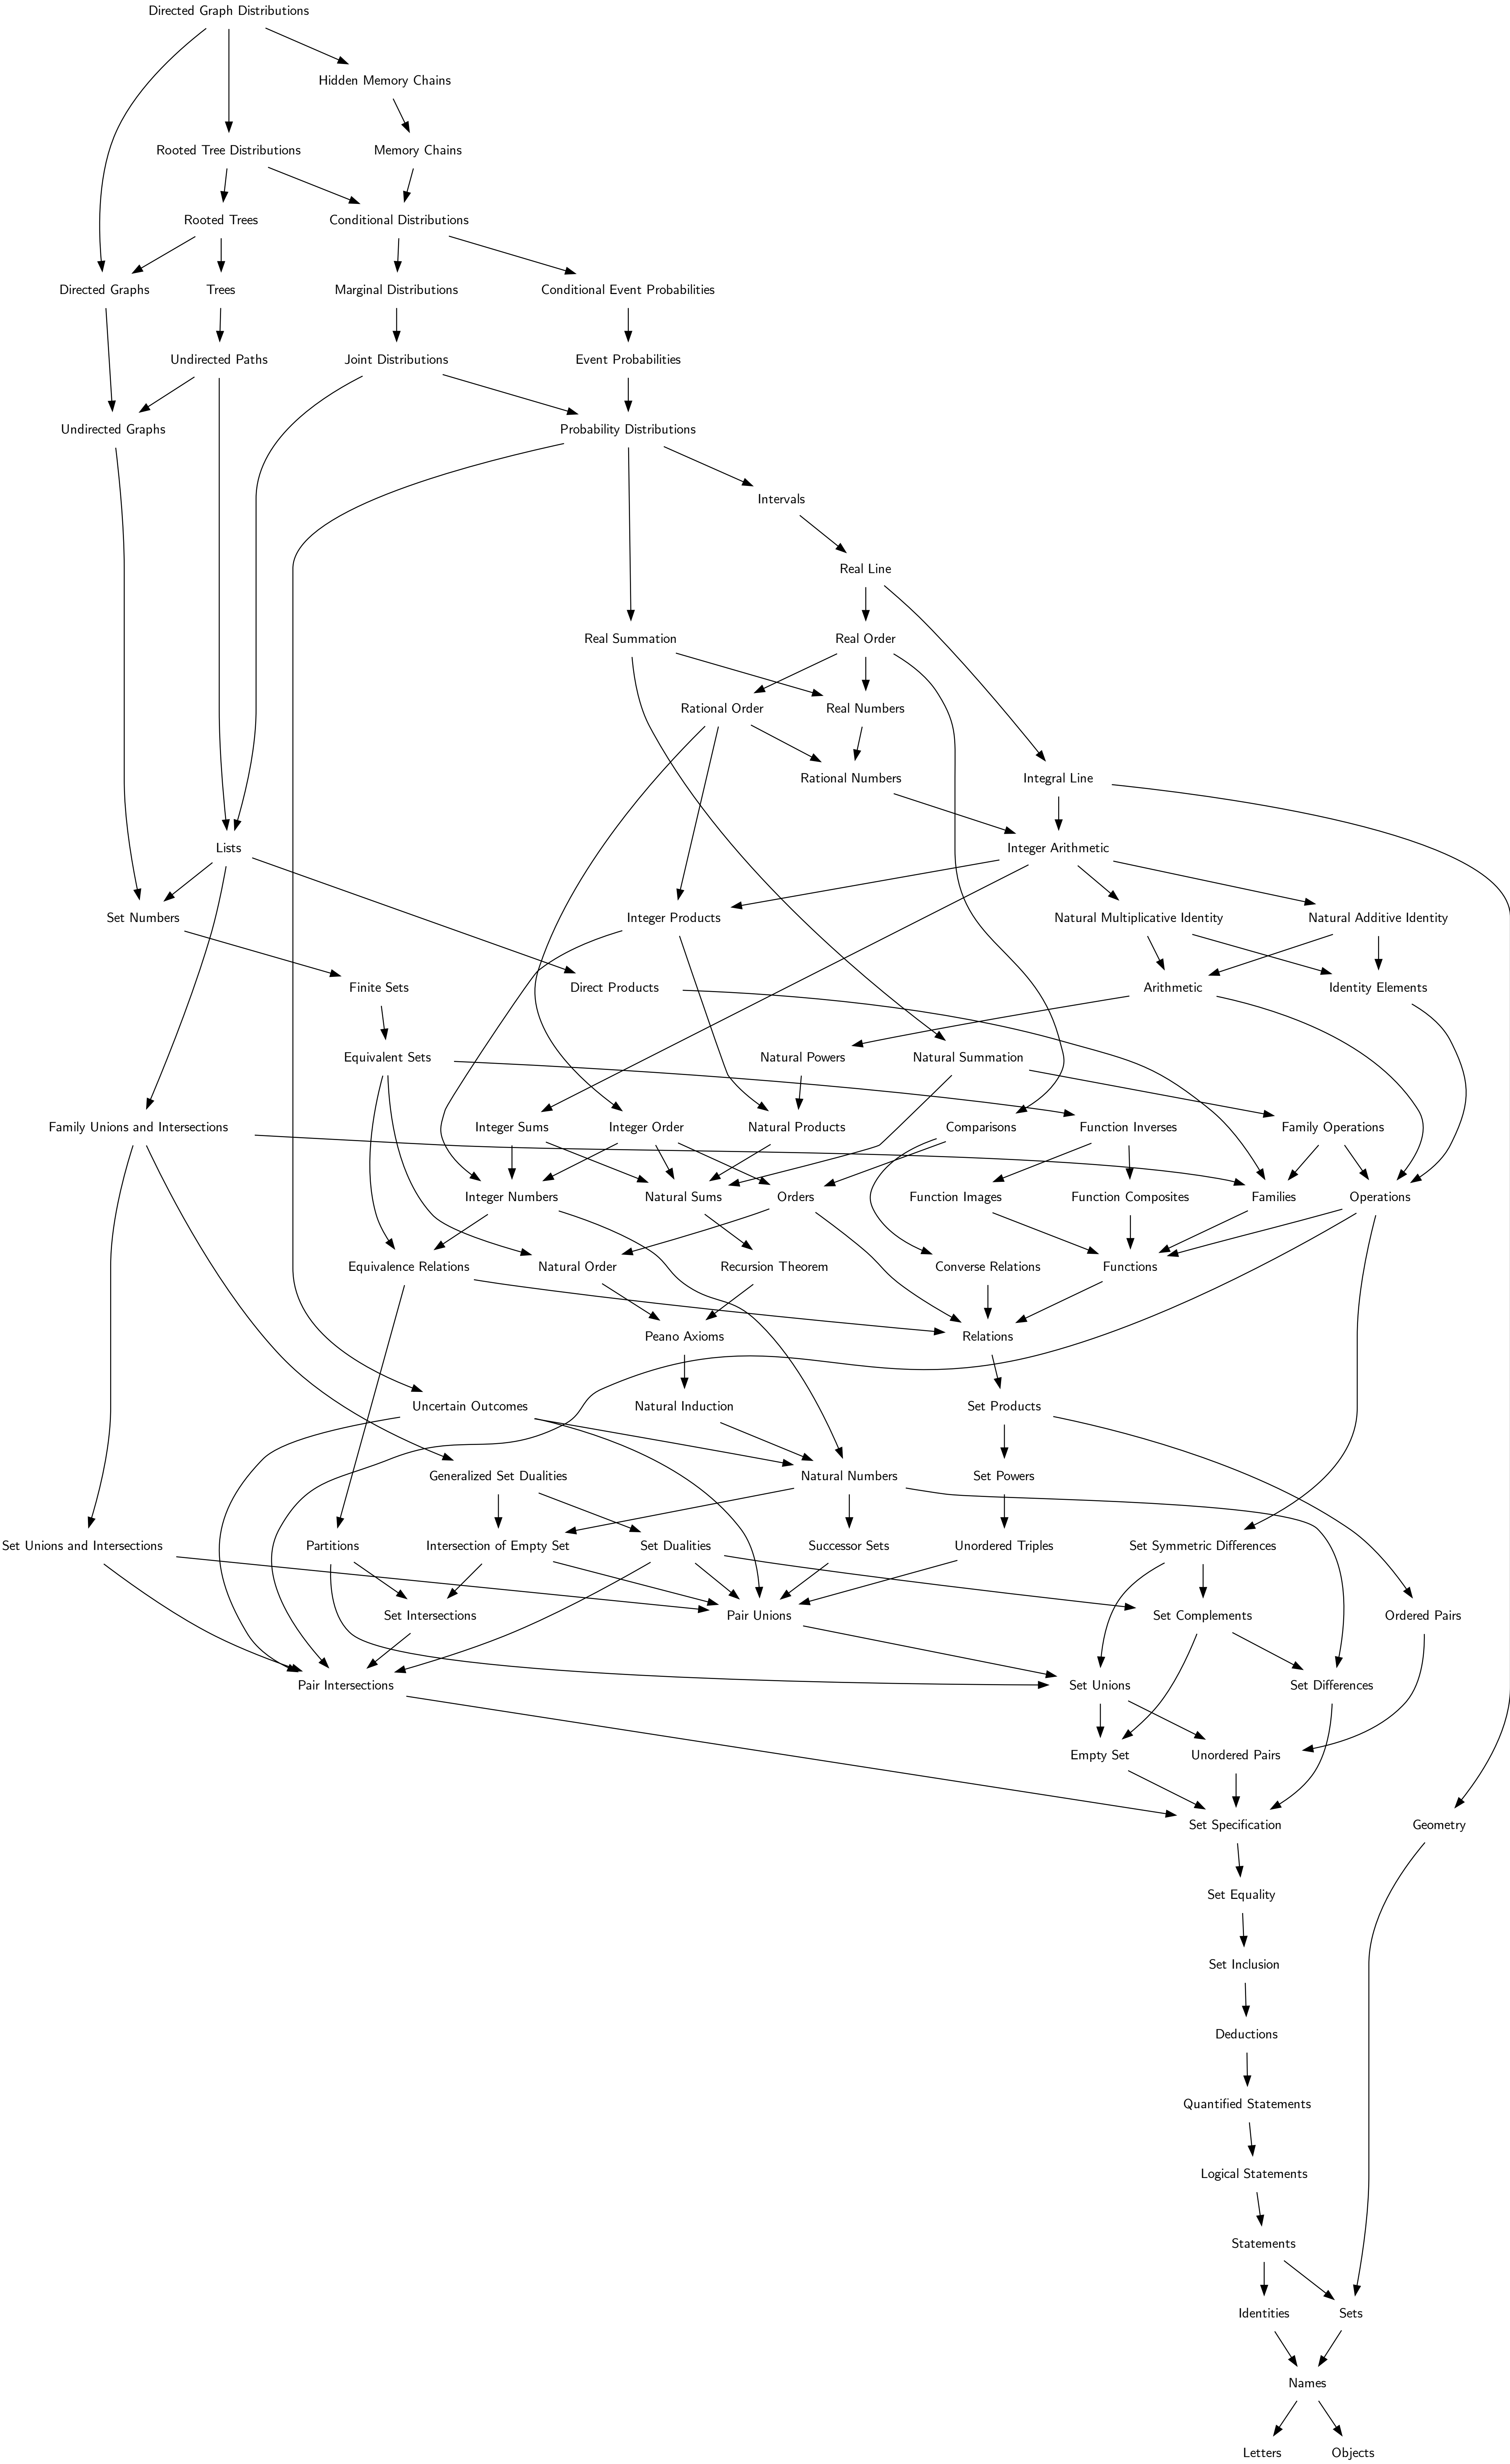 Directed Graph Distributions
Hidden Memory Chains
Rooted Tree Distributions
Memory Chains
Rooted Trees
Conditional Distributions
Directed Graphs
Trees
Marginal Distributions
Conditional Event Probabilities
Undirected Paths
Joint Distributions
Event Probabilities
Undirected Graphs
Probability Distributions
Intervals
Real Line
Real Summation
Real Order
Rational Order
Real Numbers
Rational Numbers
Integral Line
Lists
Integer Arithmetic
Set Numbers
Integer Products
Natural Multiplicative Identity
Natural Additive Identity
Finite Sets
Direct Products
Arithmetic
Identity Elements
Equivalent Sets
Natural Powers
Natural Summation
Family Unions and Intersections
Integer Sums
Integer Order
Natural Products
Comparisons
Function Inverses
Family Operations
Integer Numbers
Natural Sums
Orders
Function Images
Function Composites
Families
Operations
Equivalence Relations
Natural Order
Recursion Theorem
Converse Relations
Functions
Peano Axioms
Relations
Uncertain Outcomes
Natural Induction
Set Products
Generalized Set Dualities
Natural Numbers
Set Powers
Set Unions and Intersections
Partitions
Intersection of Empty Set
Set Dualities
Successor Sets
Unordered Triples
Set Symmetric Differences
Set Intersections
Pair Unions
Set Complements
Ordered Pairs
Pair Intersections
Set Unions
Set Differences
Empty Set
Unordered Pairs
Set Specification
Geometry
Set Equality
Set Inclusion
Deductions
Quantified Statements
Logical Statements
Statements
Identities
Sets
Names
Letters
Objects